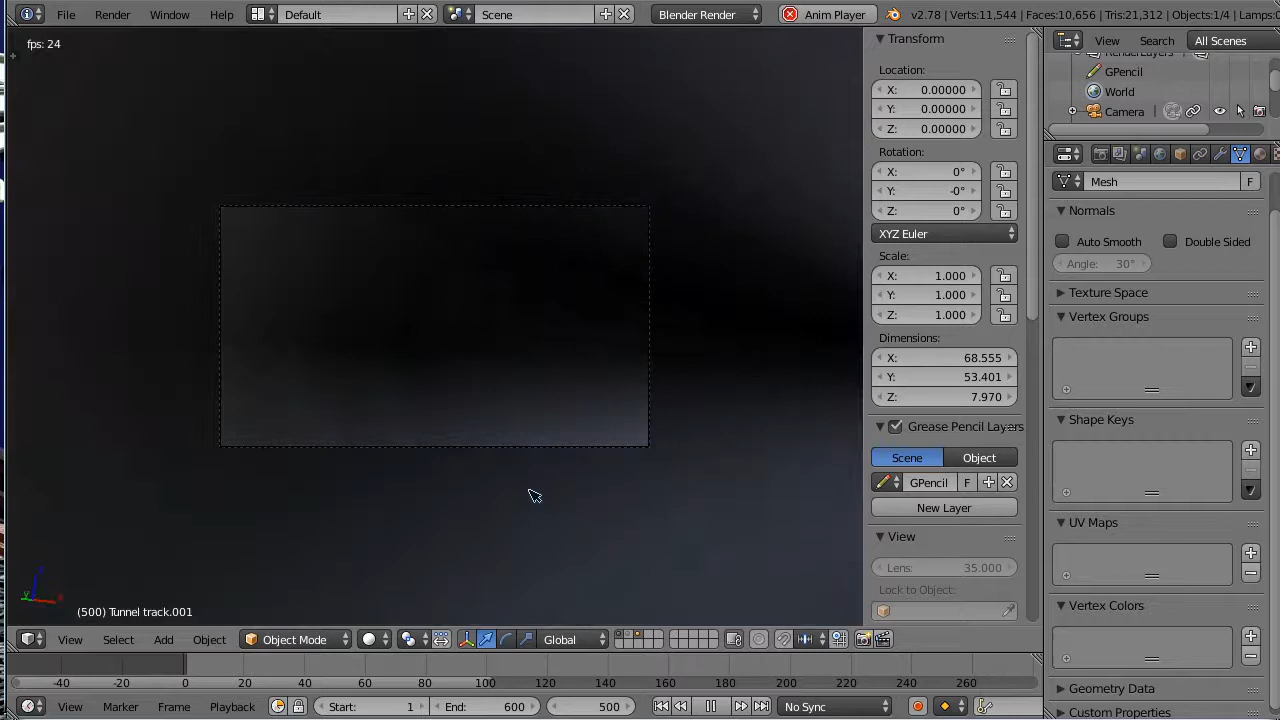 File Render Window Help Default Scene Blender Render Anim Player v2.78 | Verts:11,544 | Faces:10,656 | Tris:21,312 | Objects:1/4 | Lamps:
fps: 24
(500) Tunnel track.001
View Select Add Object Object Mode Global
-40 -20 0 20 40 60 80 100 120 140 160 180 200 220 240 260
View Marker Frame Playback Start: 1 End: 600 500 No Sync
Transform
Location:
X: 0.00000
Y: 0.00000
Z: 0.00000
Rotation:
X: 0°
Y: -0°
Z: 0°
XYZ Euler
Scale:
X: 1.000
Y: 1.000
Z: 1.000
Dimensions:
X: 68.555
Y: 53.401
Z: 7.970
Grease Pencil Layers
Scene Object
GPencil F
New Layer
View
Lens: 35.000
Lock to Object:
View Search All Scenes
RenderLayers
GPencil
World
Camera
Mesh F
Normals
Auto Smooth Double Sided
Angle: 30°
Texture Space
Vertex Groups
Shape Keys
UV Maps
Vertex Colors
Geometry Data
Custom Properties